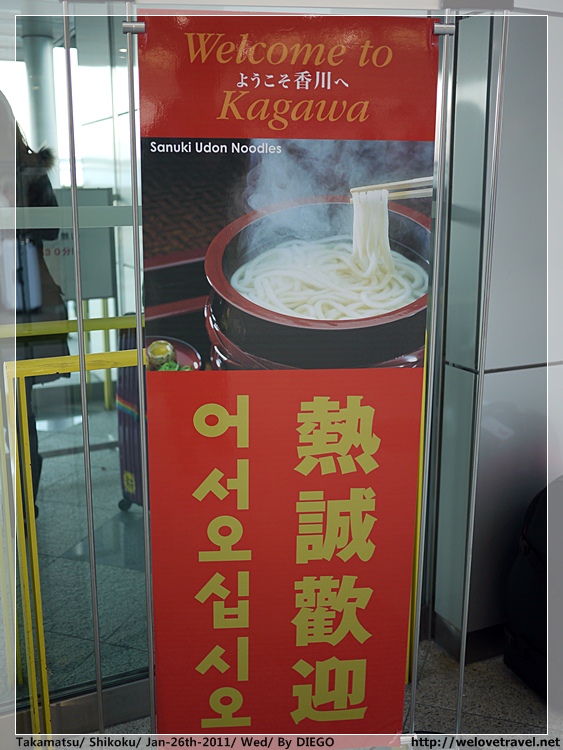 Welcome to
ようこそ香川へ
Kagawa
Sanuki Udon Noodles
熱誠歡迎
어서오십시오
Takamatsu/ Shikoku/ Jan-26th-2011/ Wed/ By DIEGO
http://welovetravel.net